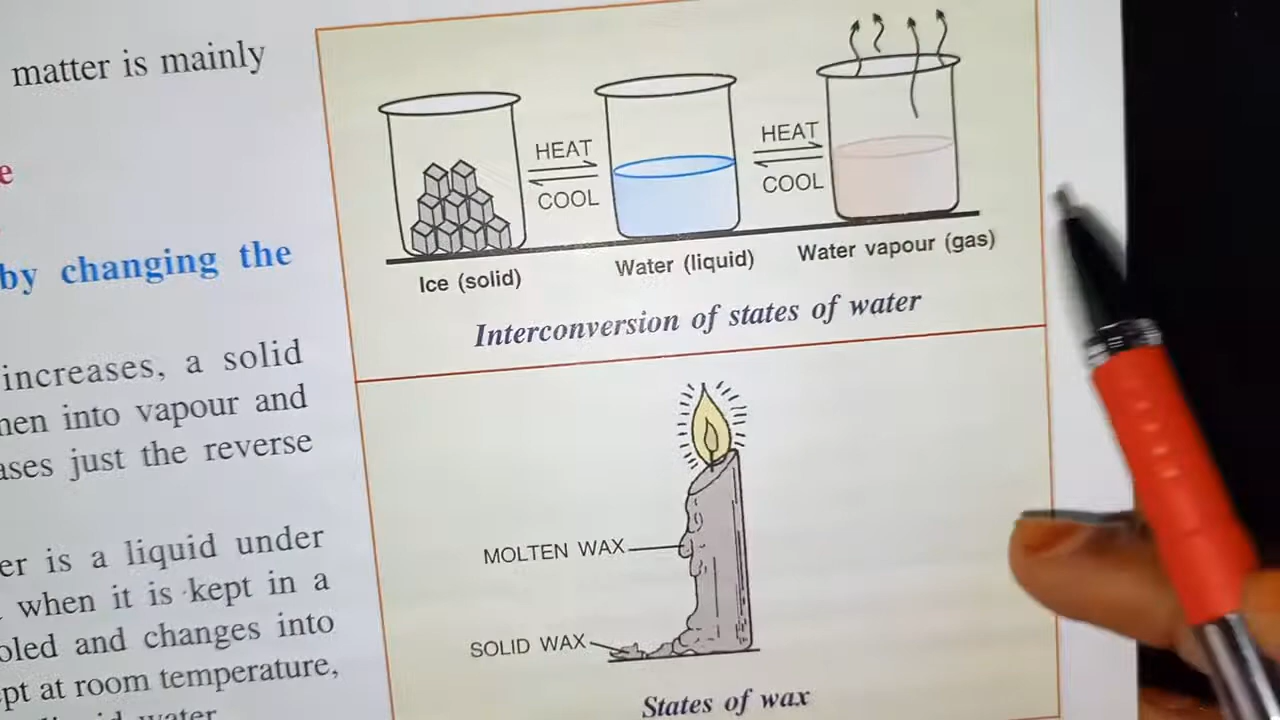 matter is mainly
e
by changing the
increases, a solid
hen into vapour and
ases just the reverse
er is a liquid under
when it is kept in a
oled and changes into
pt at room temperature,
water
HEAT
COOL
HEAT
COOL
Ice (solid)
Water (liquid)
Water vapour (gas)
Interconversion of states of water
MOLTEN WAX
SOLID WAX
States of wax